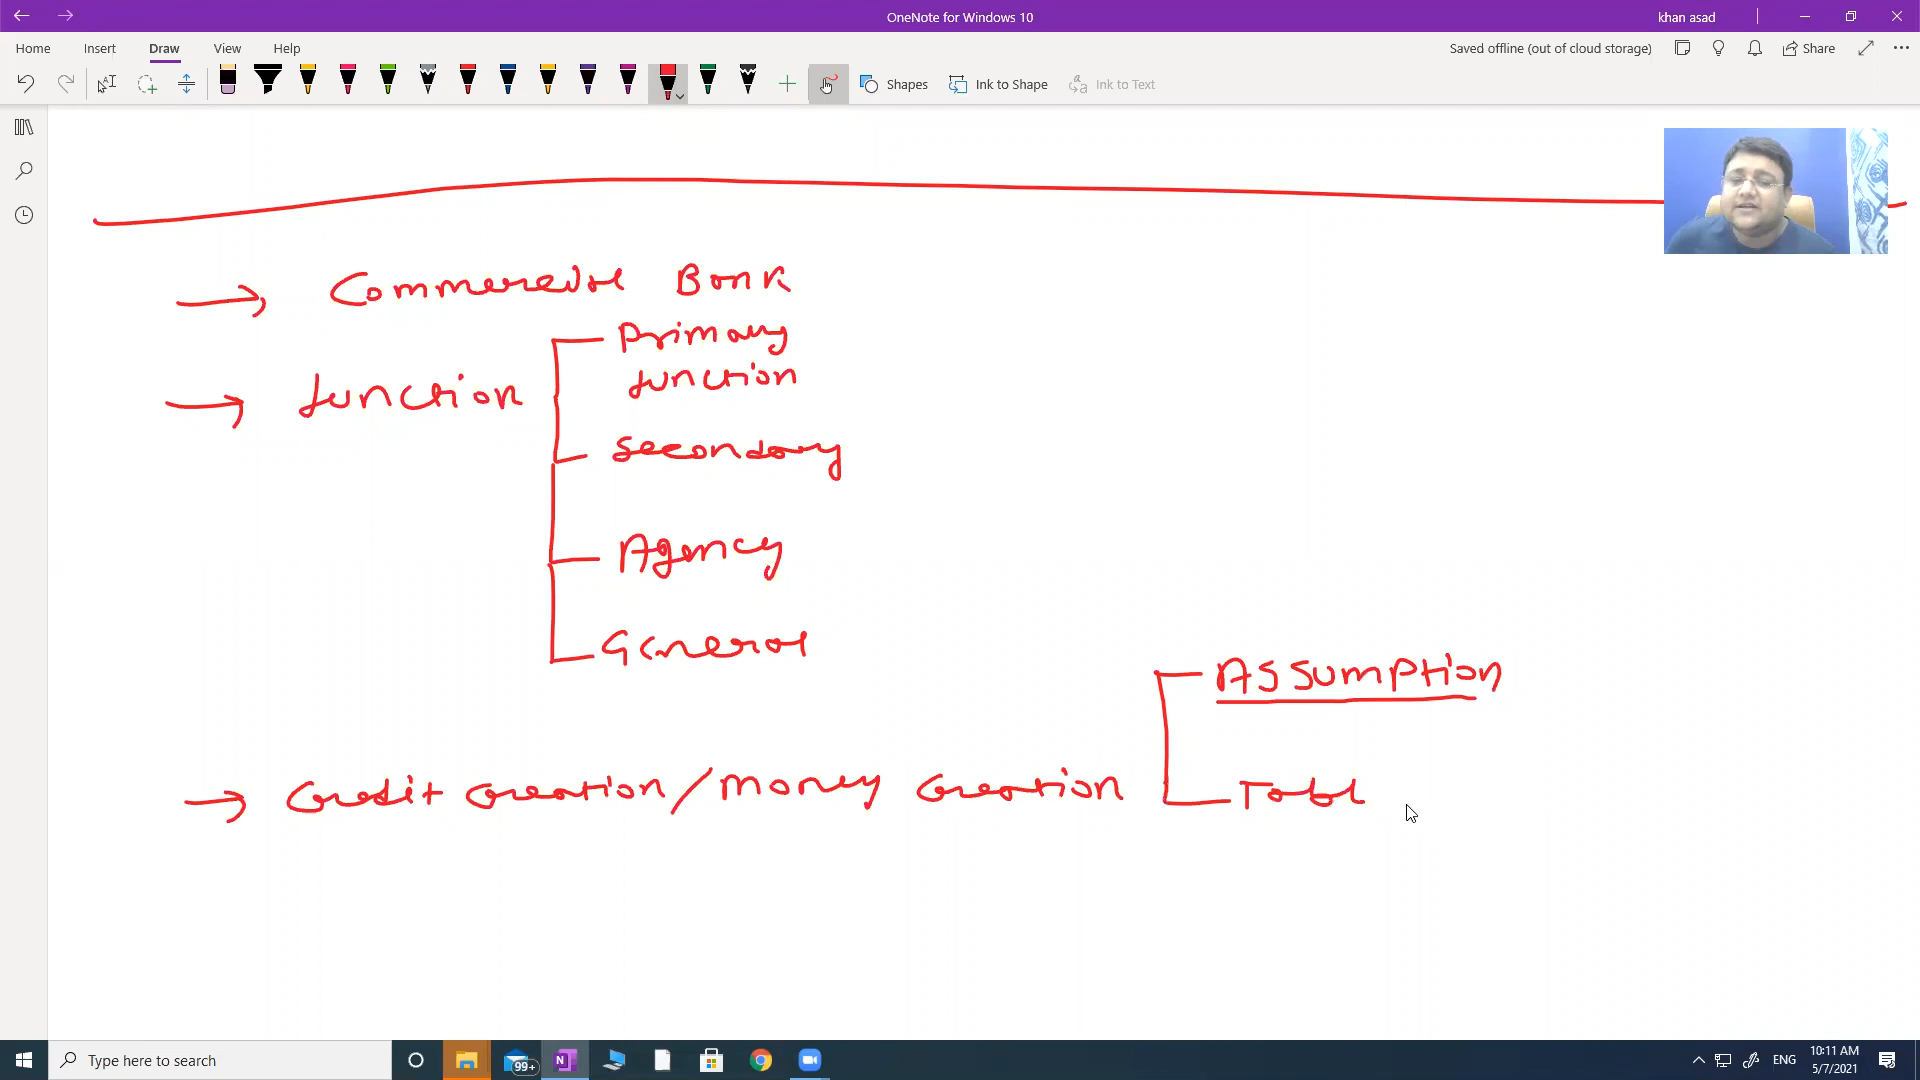 OneNote for Windows 10
khan asad
Home Insert Draw View Help
Saved offline (out of cloud storage)
Share
Shapes
Ink to Shape
Ink to Text
Commercial Bank
Function
Primary
function
Secondary
Agency
General
Assumption
Credit Creation/Money Creation
Table
Type here to search
99+
ENG
10:11 AM
5/7/2021